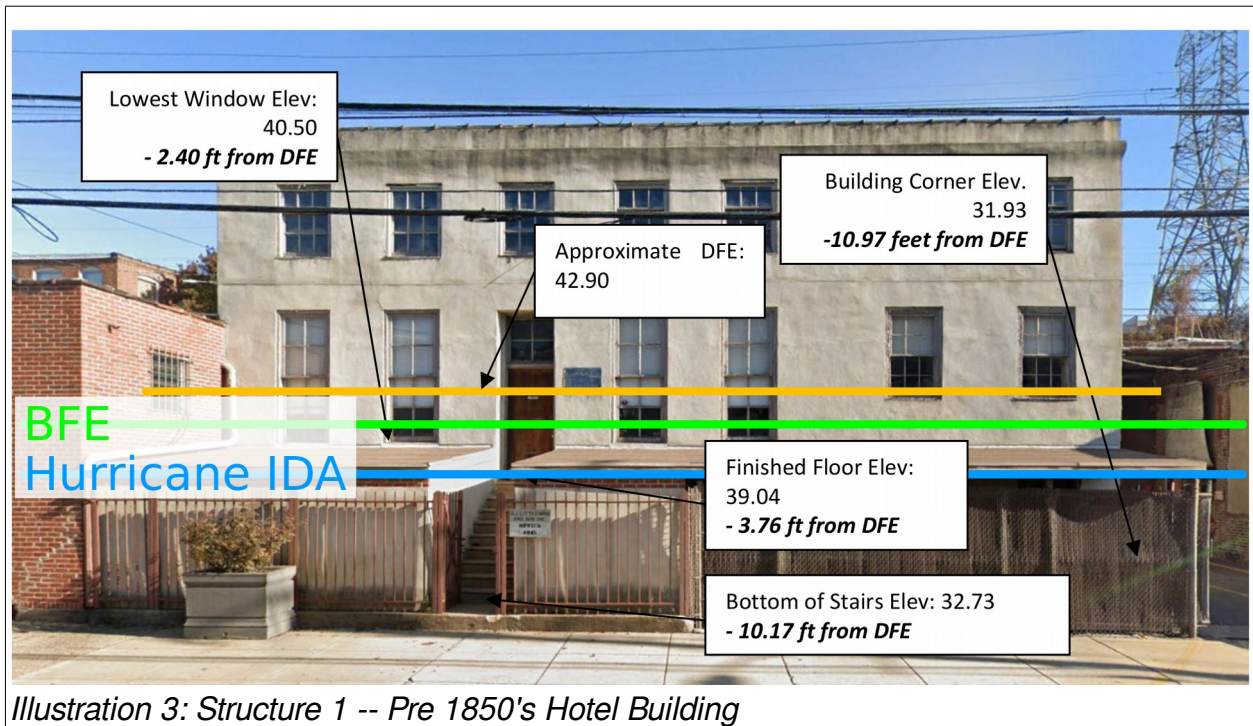 Lowest Window Elev:
40.50
- 2.40 ft from DFE
Building Corner Elev.
31.93
-10.97 feet from DFE
Approximate DFE:
42.90
BFE
Hurricane IDA
Finished Floor Elev:
39.04
- 3.76 ft from DFE
Bottom of Stairs Elev: 32.73
- 10.17 ft from DFE
Illustration 3: Structure 1 -- Pre 1850's Hotel Building